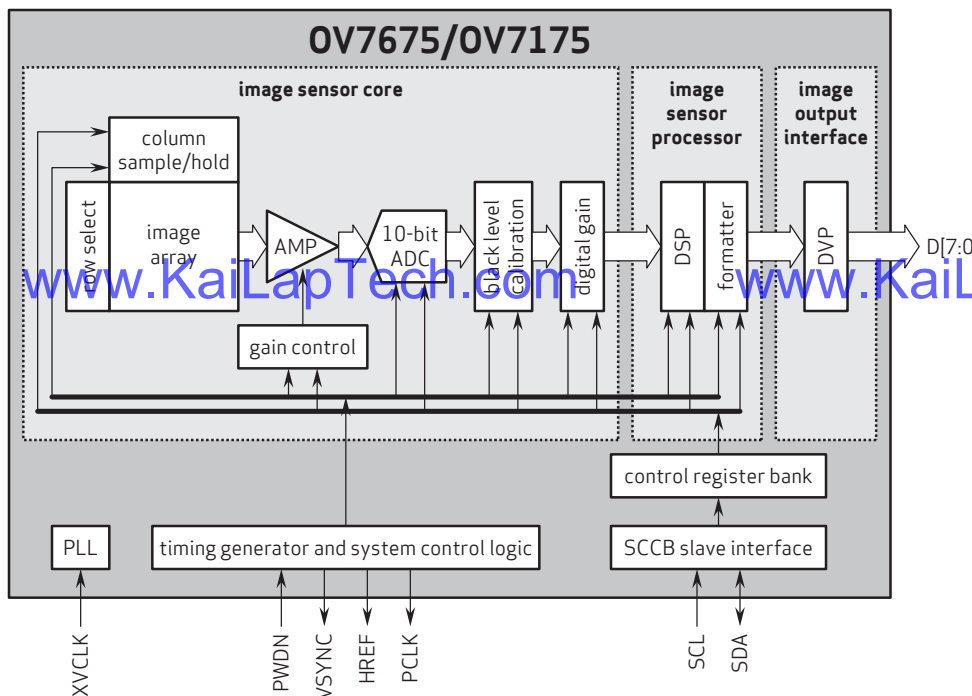 OV7675/OV7175
image sensor core
image
sensor
processor
image
output
interface
column
sample/hold
row select
image
array
AMP
10-bit
ADC
black level
calibration
digital gain
DSP
formatter
DVP
D[7:0
www.KaiLapTech.com
www.KaiL
gain control
control register bank
PLL
timing generator and system control logic
SCCB slave interface
XVCLK
PWDN
VSYNC
HREF
PCLK
SCL
SDA